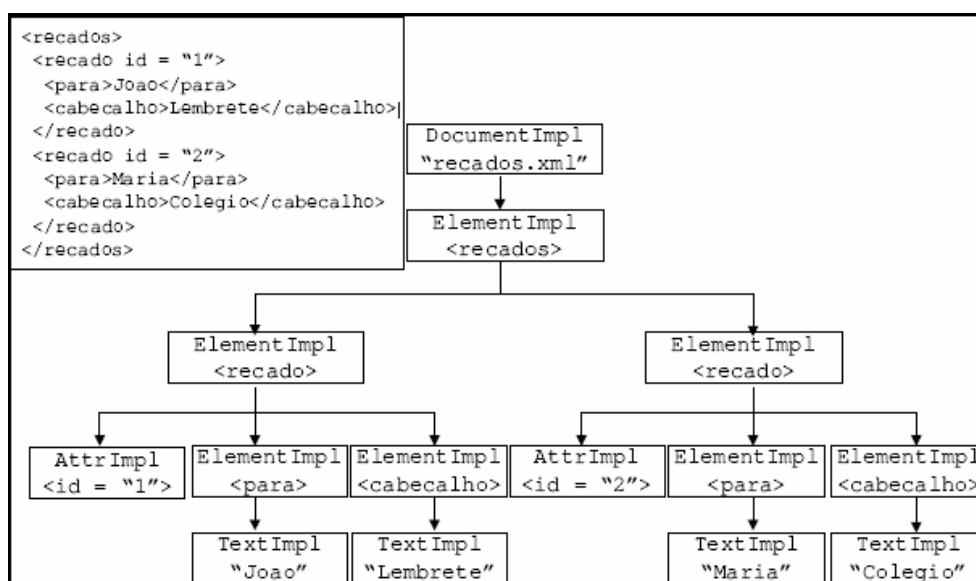 <recados>
<recado id = “1”>
<para>Joao</para>
<cabecalho>Lembrete</cabecalho>
</recado>
<recado id = “2”>
<para>Maria</para>
<cabecalho>Colegio</cabecalho>
</recado>
</recados>
DocumentImpl
“recados.xml”
ElementImpl
<recados>
ElementImpl
<recado>
ElementImpl
<recado>
AttrImpl
<id = “1”>
ElementImpl
<para>
ElementImpl
<cabecalho>
AttrImpl
<id = “2”>
ElementImpl
<para>
ElementImpl
<cabecalho>
TextImpl
“Joao”
TextImpl
“Lembrete”
TextImpl
“Maria”
TextImpl
“Colegio”